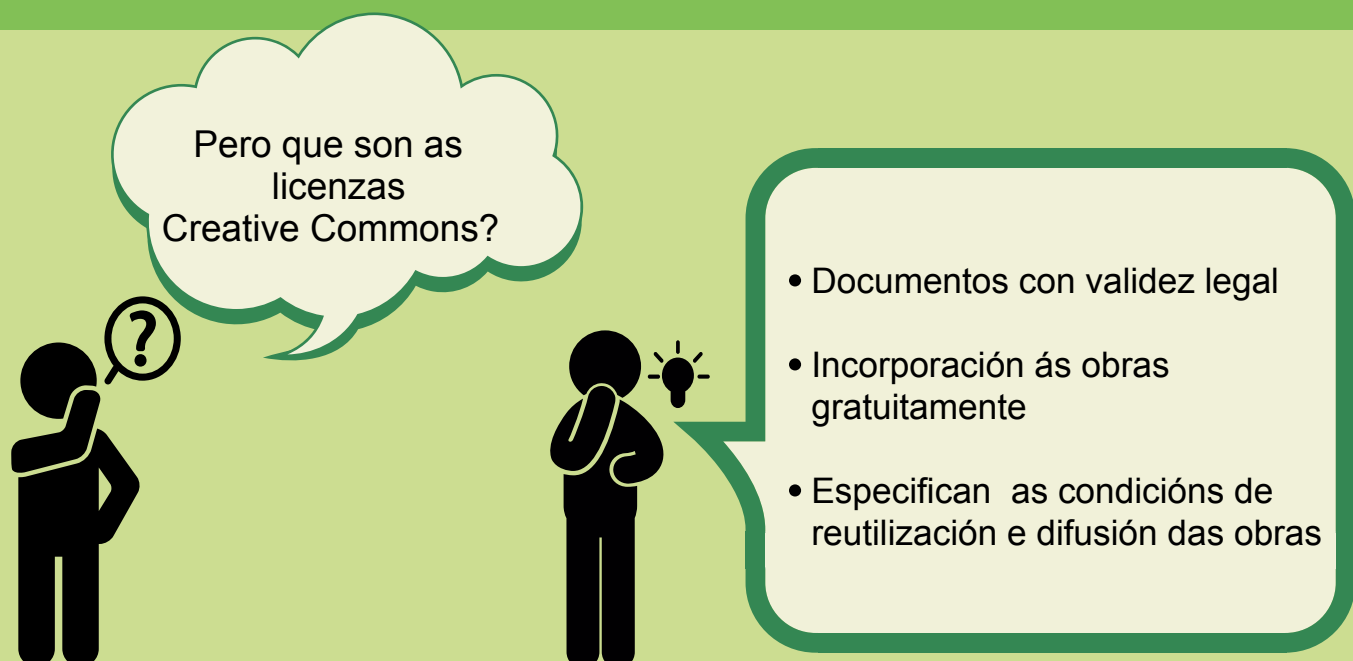 Pero que son as
licenzas
Creative Commons?
?
• Documentos con validez legal
• Incorporación ás obras
gratuitamente
• Especifican as condicións de
reutilización e difusión das obras